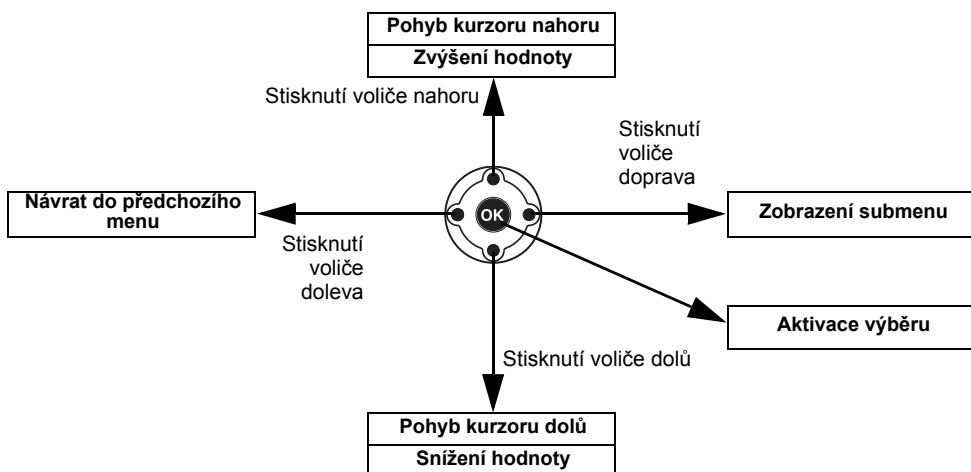 Pohyb kurzoru nahoru
Zvýšení hodnoty
Stisknutí voliče nahoru
Stisknutí
voliče
doprava
Návrat do předchozího
menu
OK
Zobrazení submenu
Stisknutí
voliče
doleva
Aktivace výběru
Stisknutí voliče dolů
Pohyb kurzoru dolů
Snížení hodnoty